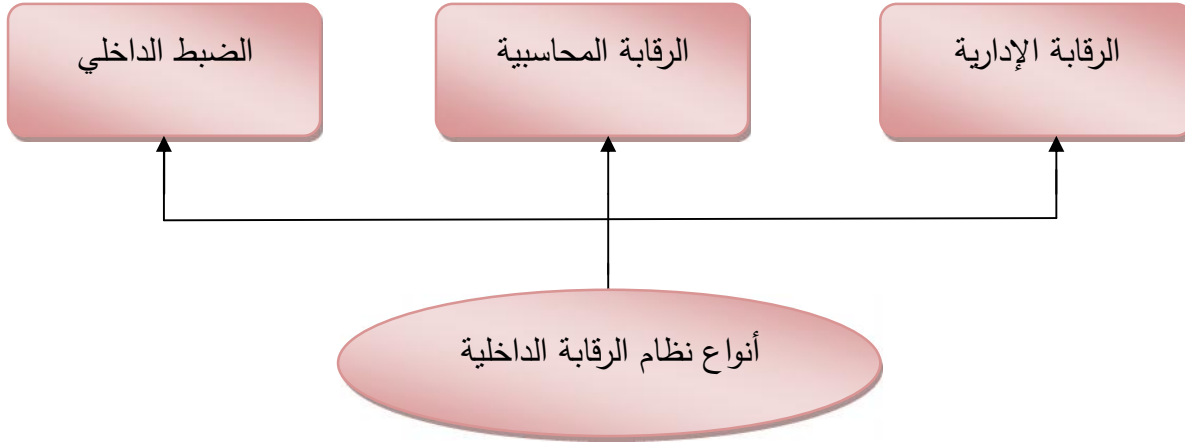 الرقابة الإدارية
الرقابة المحاسبية
الضبط الداخلي
أنواع نظام الرقابة الداخلية